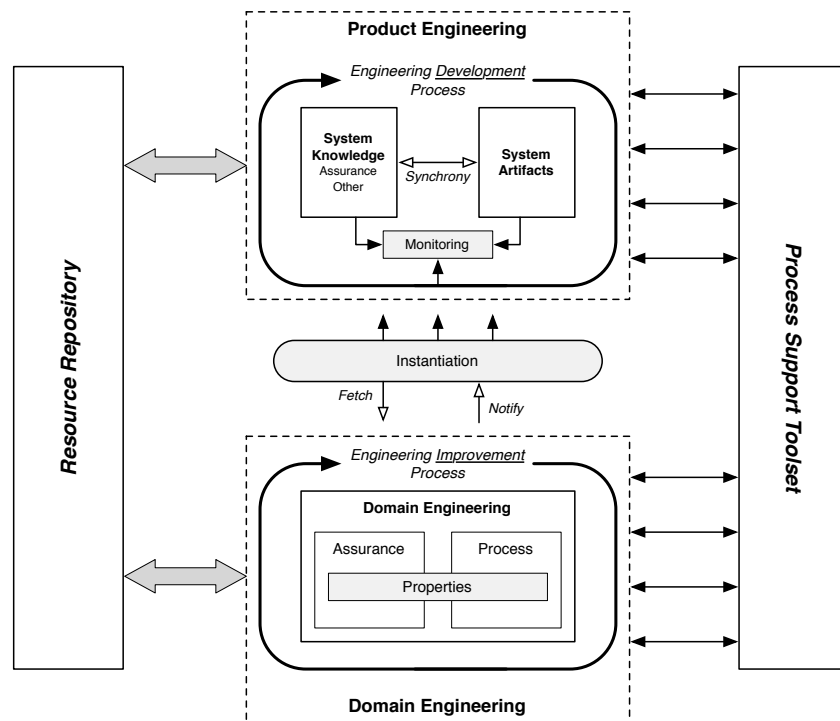 Product Engineering
Engineering Development
Process
System
Knowledge
Assurance
Other
Synchrony
System
Artifacts
Monitoring
Resource Repository
Process Support Toolset
Instantiation
Fetch
Notify
Engineering Improvement
Process
Domain Engineering
Assurance
Process
Properties
Domain Engineering